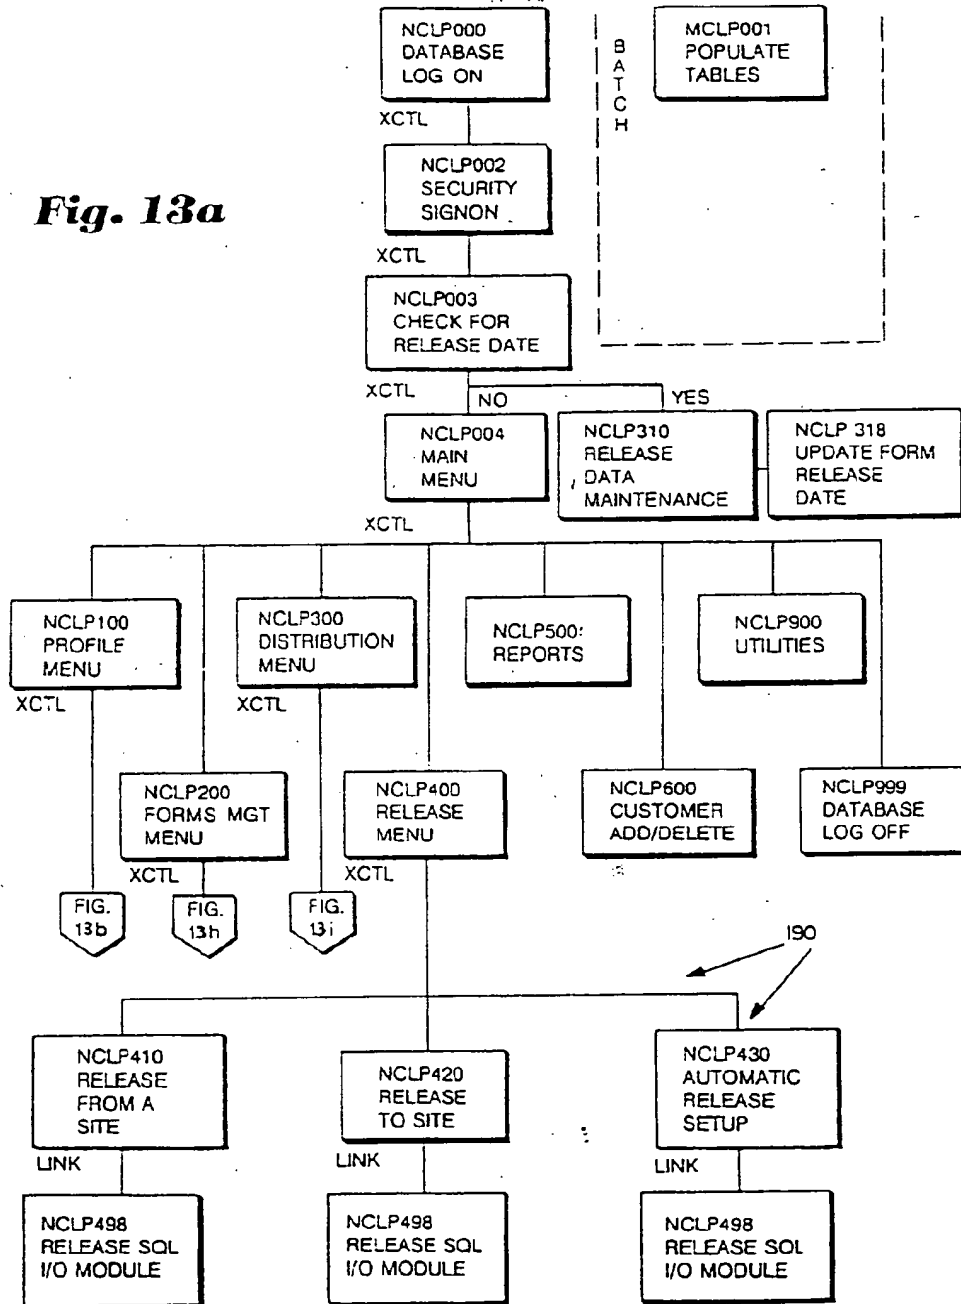 NCLP000
DATABASE
LOG ON
B
A
T
C
H
MCLP001
POPULATE
TABLES
XCTL
Fig. 13a
NCLP002
SECURITY
SIGNON
XCTL
NCLP003
CHECK FOR
RELEASE DATE
XCTL
NO
YES
NCLP004
MAIN
MENU
NCLP310
RELEASE
DATA
MAINTENANCE
NCLP 318
UPDATE FORM
RELEASE
DATE
XCTL
NCLP100
PROFILE
MENU
NCLP300
DISTRIBUTION
MENU
NCLP500:
REPORTS
NCLP900
UTILITIES
XCTL
XCTL
NCLP200
FORMS MGT
MENU
NCLP400
RELEASE
MENU
NCLP600
CUSTOMER
ADD/DELETE
NCLP999
DATABASE
LOG OFF
XCTL
XCTL
FIG.
13b
FIG.
13h
FIG.
13i
190
NCLP410
RELEASE
FROM A
SITE
NCLP420
RELEASE
TO SITE
NCLP430
AUTOMATIC
RELEASE
SETUP
LINK
LINK
LINK
NCLP498
RELEASE SQL
I/O MODULE
NCLP498
RELEASE SQL
I/O MODULE
NCLP498
RELEASE SQL
I/O MODULE